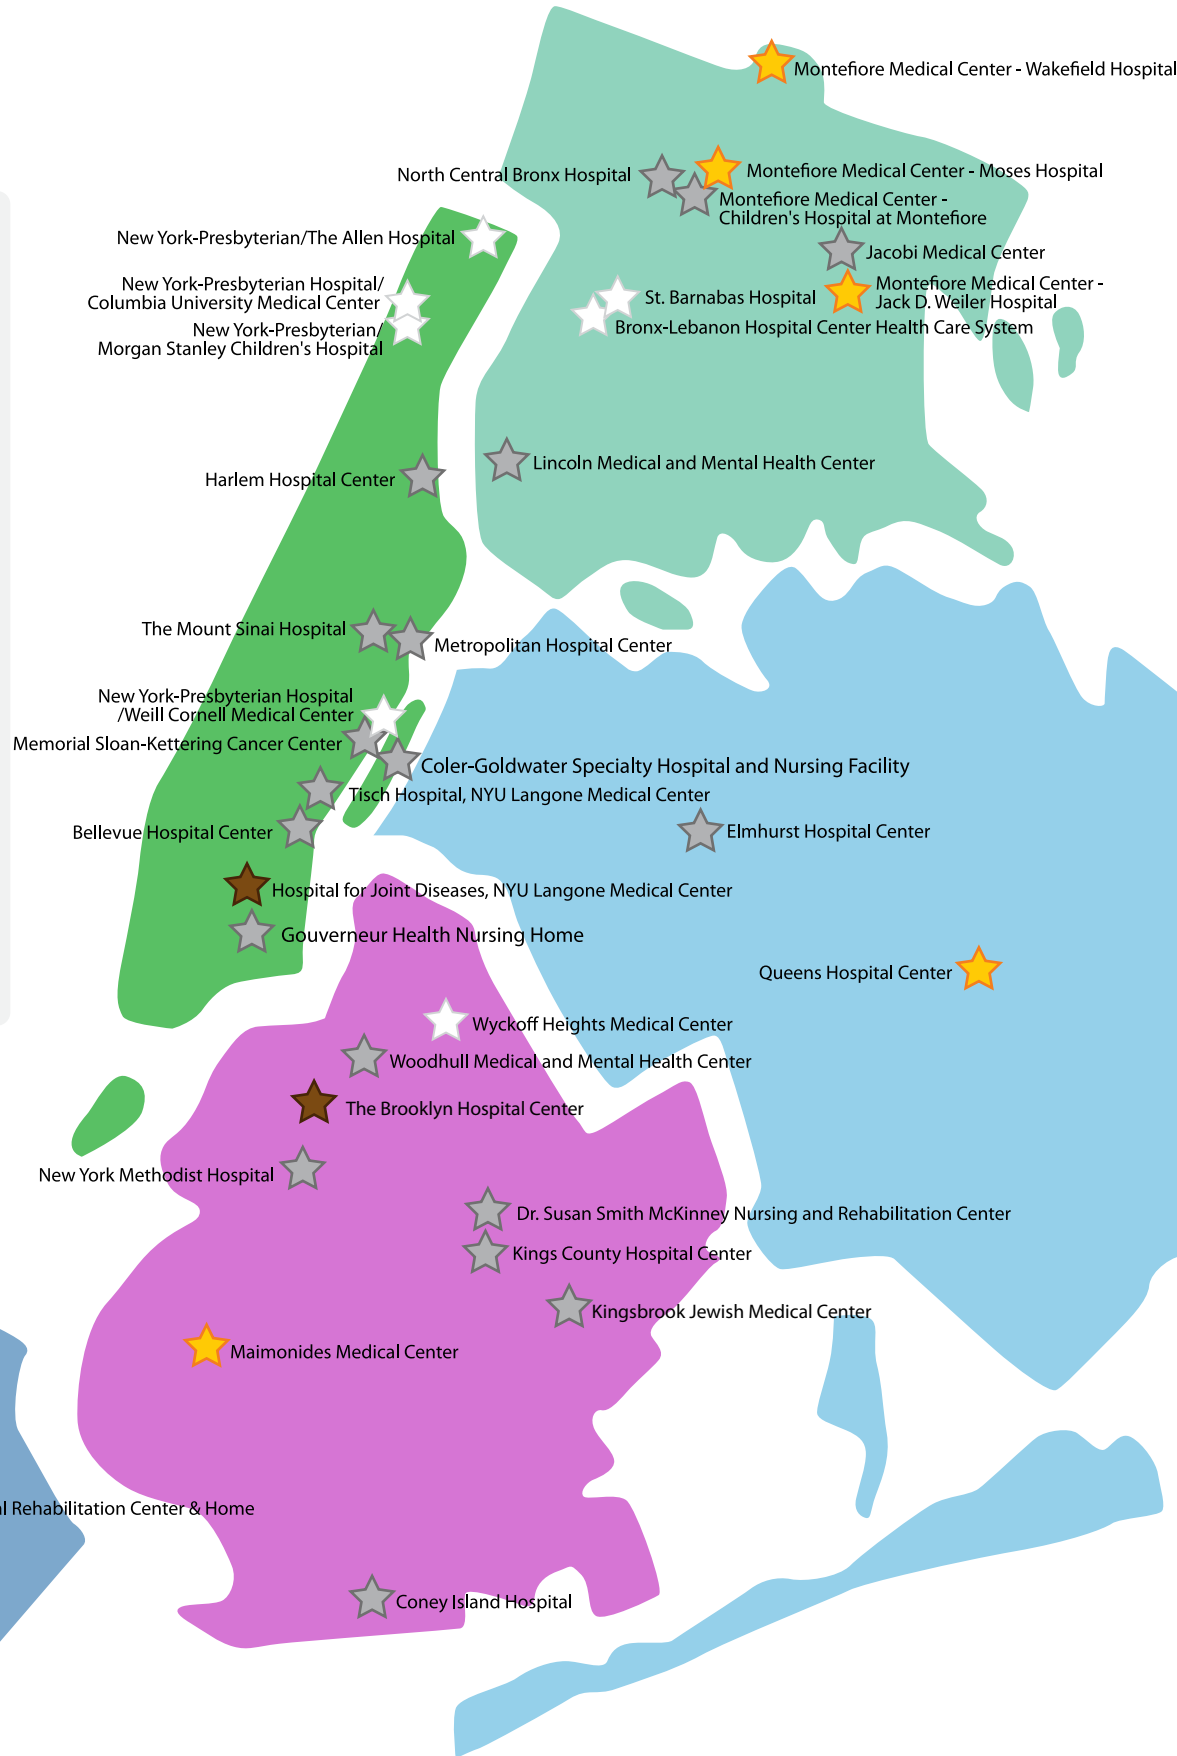 Montefiore Medical Center - Wakefield Hospital
North Central Bronx Hospital
Montefiore Medical Center - Moses Hospital
Montefiore Medical Center -
Children's Hospital at Montefiore
New York-Presbyterian/The Allen Hospital
Jacobi Medical Center
New York-Presbyterian Hospital/
Columbia University Medical Center
St. Barnabas Hospital
Montefiore Medical Center -
Jack D. Weiler Hospital
New York-Presbyterian/
Morgan Stanley Children's Hospital
Bronx-Lebanon Hospital Center Health Care System
Lincoln Medical and Mental Health Center
Harlem Hospital Center
The Mount Sinai Hospital
Metropolitan Hospital Center
New York-Presbyterian Hospital
/Weill Cornell Medical Center
Memorial Sloan-Kettering Cancer Center
Coler-Goldwater Specialty Hospital and Nursing Facility
Tisch Hospital, NYU Langone Medical Center
Bellevue Hospital Center
Elmhurst Hospital Center
Hospital for Joint Diseases, NYU Langone Medical Center
Gouverneur Health Nursing Home
Queens Hospital Center
Wyckoff Heights Medical Center
Woodhull Medical and Mental Health Center
The Brooklyn Hospital Center
New York Methodist Hospital
Dr. Susan Smith McKinney Nursing and Rehabilitation Center
Kings County Hospital Center
Kingsbrook Jewish Medical Center
Maimonides Medical Center
Rehabilitation Center & Home
Coney Island Hospital